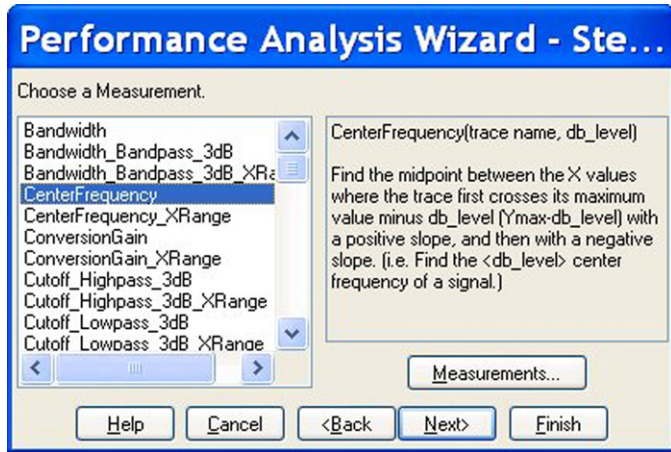 Performance Analysis Wizard - Ste...
Choose a Measurement.
Bandwidth
Bandwidth_Bandpass_3dB
Bandwidth_Bandpass_3dB_XRa
CenterFrequency
CenterFrequency_XRange
ConversionGain
ConversionGain_XRange
Cutoff_Highpass_3dB
Cutoff_Highpass_3dB_XRange
Cutoff_Lowpass_3dB
Cutoff_Lowpass_3dB_XRange
CenterFrequency(trace name, db_level)
Find the midpoint between the X values
where the trace first crosses its maximum
value minus db_level (Ymax-db_level) with
a positive slope, and then with a negative
slope. (i.e. Find the <db_level> center
frequency of a signal.)
Measurements...
Help
Cancel
<Back
Next>
Finish